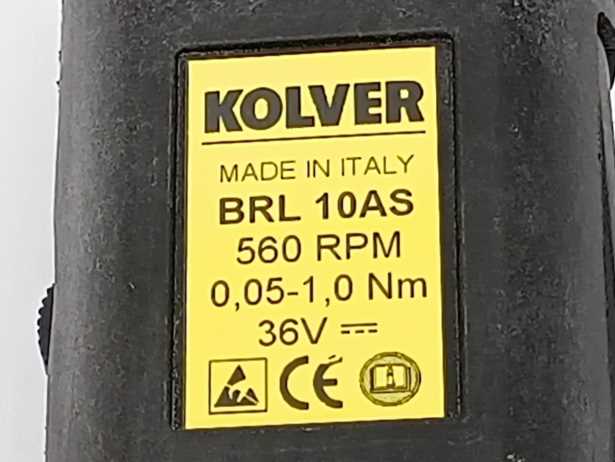 KOLVER
MADE IN ITALY
BRL 10AS
560 RPM
0,05-1,0 Nm
36V ⎓
CE